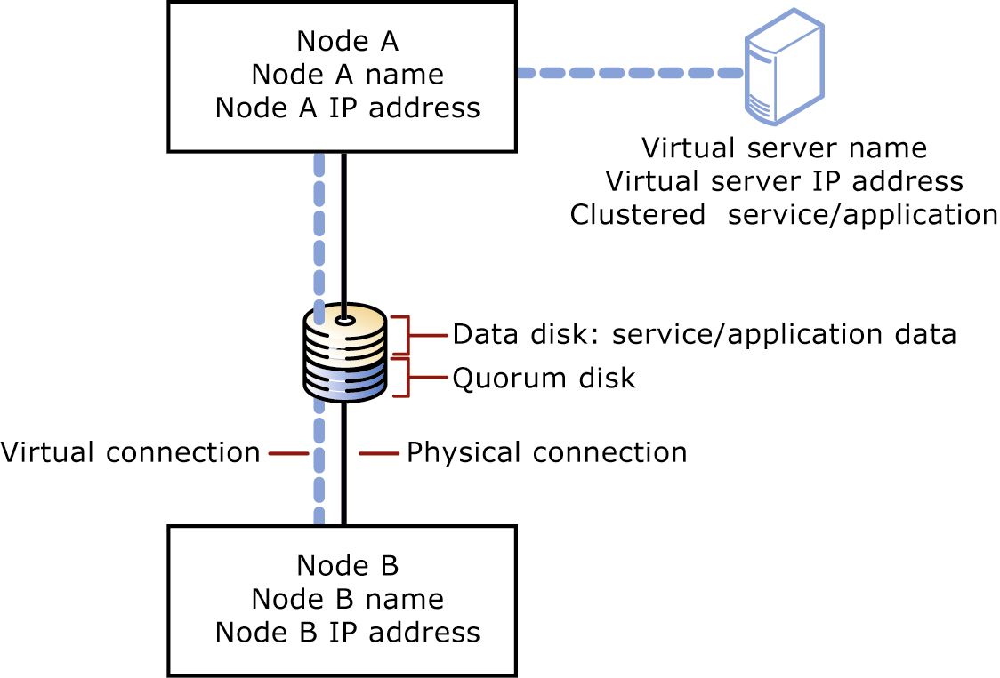 Node A
Node A name
Node A IP address
Virtual server name
Virtual server IP address
Clustered  service/application
Data disk: service/application data
Quorum disk
Virtual connection
Physical connection
Node B
Node B name
Node B IP address